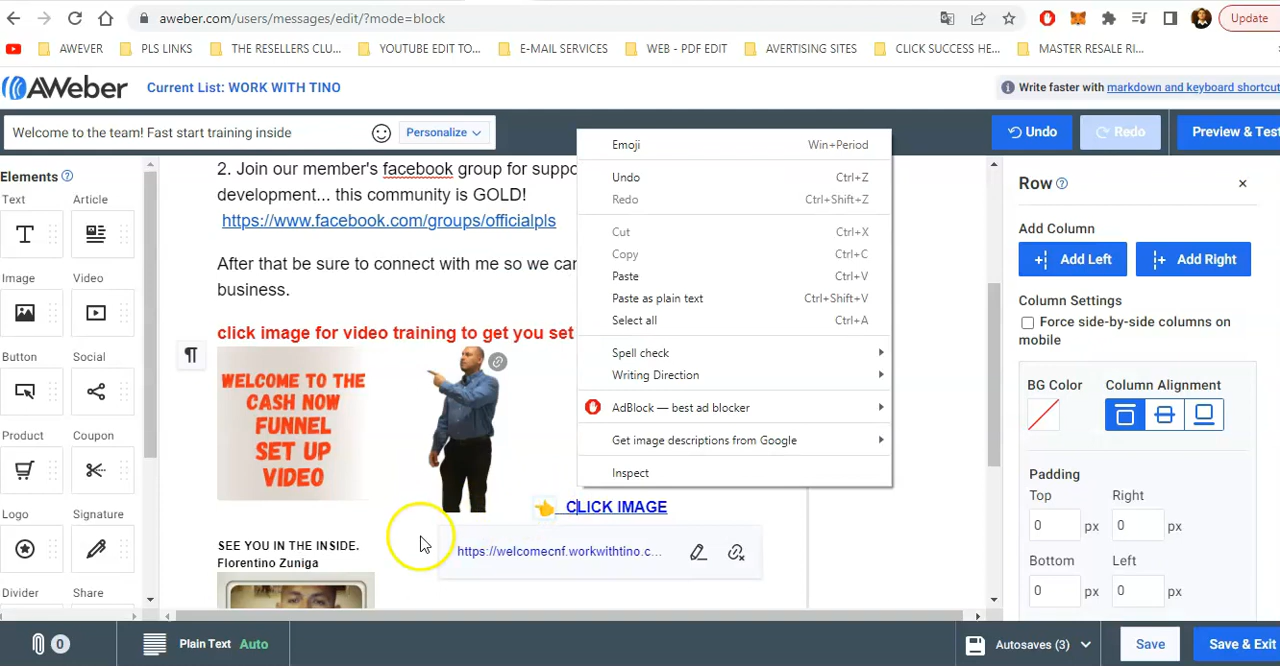 aweber.com/users/messages/edit/?mode=block
Update
AWEVER
PLS LINKS
THE RESELLERS CLU...
YOUTUBE EDIT TO...
E-MAIL SERVICES
WEB - PDF EDIT
AVERTISING SITES
CLICK SUCCESS HE...
MASTER RESALE RI...
AWeber
Current List: WORK WITH TINO
Write faster with markdown and keyboard shortcut
Welcome to the team! Fast start training inside
Personalize
Undo
Redo
Preview & Test
Elements
Text
Article
Image
Video
Button
Social
Product
Coupon
Logo
Signature
Divider
Share
2. Join our member's facebook group for suppo
development... this community is GOLD!
https://www.facebook.com/groups/officialpls
After that be sure to connect with me so we can
business.
click image for video training to get you set
WELCOME TO THE
CASH NOW
FUNNEL
SET UP
VIDEO
CLICK IMAGE
https://welcomecnf.workwithtino.c...
SEE YOU IN THE INSIDE.
Florentino Zuniga
Emoji Win+Period
Undo Ctrl+Z
Redo Ctrl+Shift+Z
Cut Ctrl+X
Copy Ctrl+C
Paste Ctrl+V
Paste as plain text Ctrl+Shift+V
Select all Ctrl+A
Spell check
Writing Direction
AdBlock — best ad blocker
Get image descriptions from Google
Inspect
Row
Add Column
Add Left
Add Right
Column Settings
Force side-by-side columns on
mobile
BG Color
Column Alignment
Padding
Top
Right
0 px
0 px
Bottom
Left
0 px
0 px
0
Plain Text Auto
Autosaves (3)
Save
Save & Exit